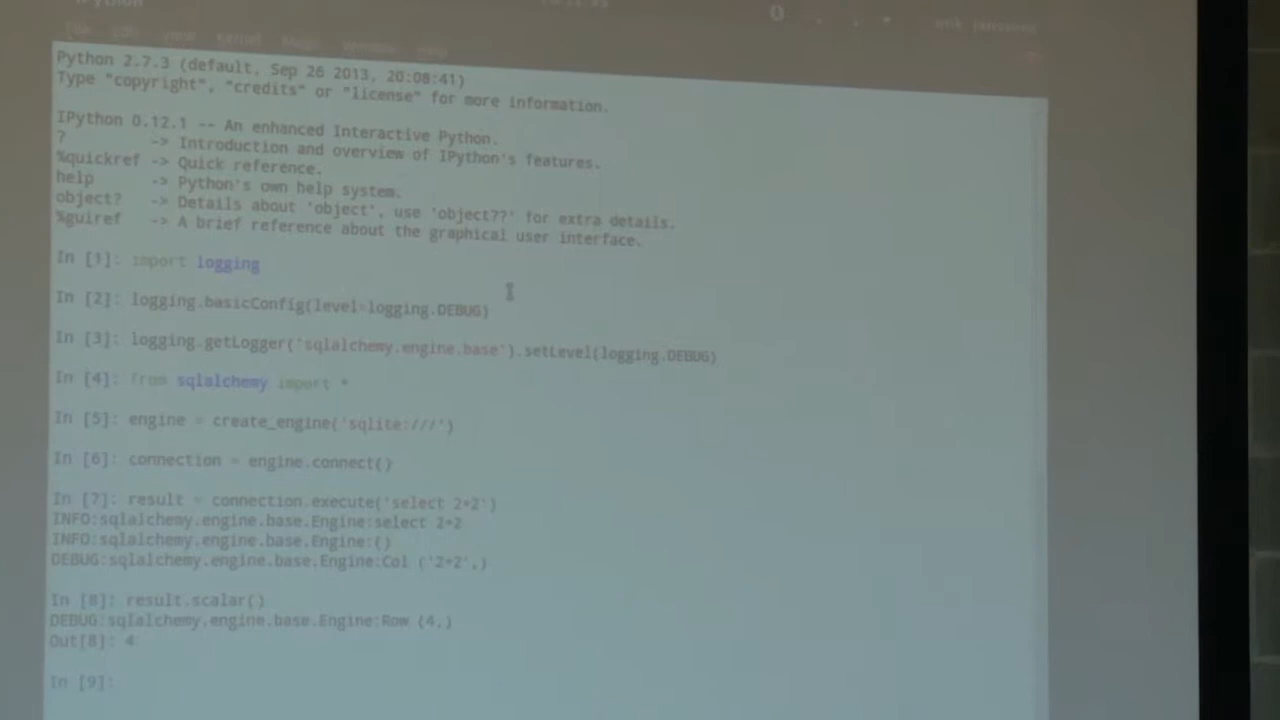 Python 2.7.3 (default, Sep 26 2013, 20:08:41)
Type "copyright", "credits" or "license" for more information.
IPython 0.12.1 -- An enhanced Interactive Python.
? -> Introduction and overview of IPython's features.
%quickref -> Quick reference.
help -> Python's own help system.
object? -> Details about 'object', use 'object??' for extra details.
%guiref -> A brief reference about the graphical user interface.
In [1]: import logging
In [2]: logging.basicConfig(level=logging.DEBUG)
In [3]: logging.getLogger('sqlalchemy.engine.base').setLevel(logging.DEBUG)
In [4]: from sqlalchemy import *
In [5]: engine = create_engine('sqlite:///')
In [6]: connection = engine.connect()
In [7]: result = connection.execute('select 2+2')
INFO:sqlalchemy.engine.base.Engine:select 2+2
INFO:sqlalchemy.engine.base.Engine:()
DEBUG:sqlalchemy.engine.base.Engine:Col ('2+2',)
In [8]: result.scalar()
DEBUG:sqlalchemy.engine.base.Engine:Row (4,)
Out[8]: 4
In [9]: